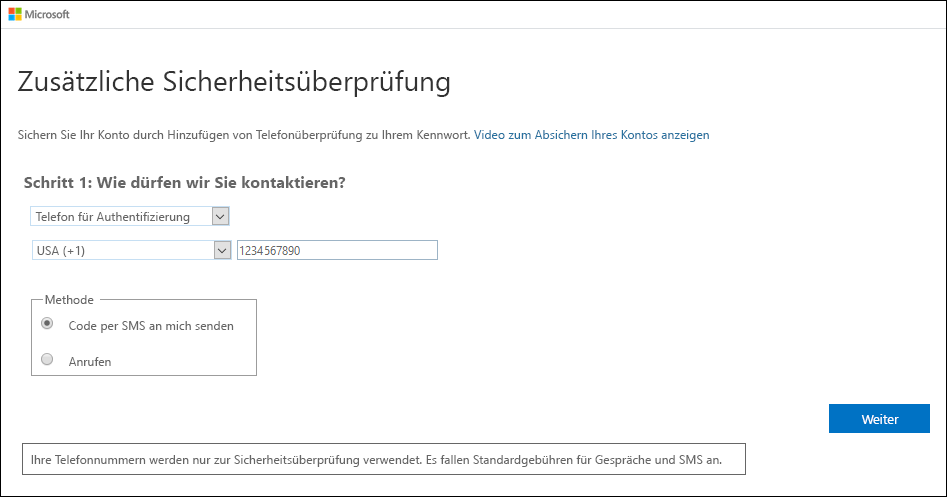 Microsoft
Zusätzliche Sicherheitsüberprüfung
Sichern Sie Ihr Konto durch Hinzufügen von Telefonüberprüfung zu Ihrem Kennwort. Video zum Absichern Ihres Kontos anzeigen
Schritt 1: Wie dürfen wir Sie kontaktieren?
Telefon für Authentifizierung
USA (+1) 1234567890
Methode
Code per SMS an mich senden
Anrufen
Weiter
Ihre Telefonnummern werden nur zur Sicherheitsüberprüfung verwendet. Es fallen Standardgebühren für Gespräche und SMS an.